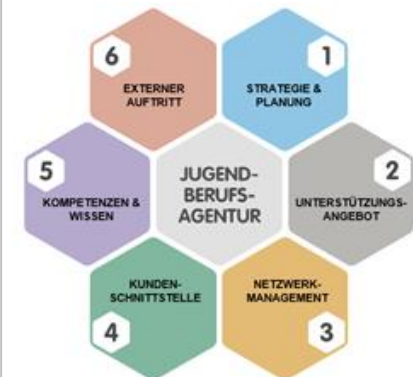 6
EXTERNER
AUFTRITT
1
STRATEGIE &
PLANUNG
5
KOMPETENZEN &
WISSEN
JUGEND-
BERUFS-
AGENTUR
2
UNTERSTÜTZUNGS-
ANGEBOT
KUNDEN-
SCHNITTSTELLE
4
NETZWERK-
MANAGEMENT
3